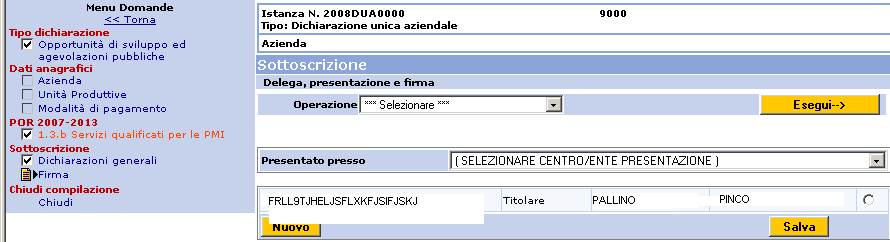 Menu Domande
<< Torna
Tipo dichiarazione
Opportunità di sviluppo ed
agevolazioni pubbliche
Dati anagrafici
Azienda
Unità Produttive
Modalità di pagamento
POR 2007-2013
1.3.b Servizi qualificati per le PMI
Sottoscrizione
Dichiarazioni generali
Firma
Chiudi compilazione
Chiudi
Istanza N. 2008DUA0000 9000
Tipo: Dichiarazione unica aziendale
Azienda
Sottoscrizione
Delega, presentazione e firma
Operazione *** Selezionare *** Esegui-->
Presentato presso ( SELEZIONARE CENTRO/ENTE PRESENTAZIONE )
FRLL9TJHELJSFLXKFJSIFJSKJ Titolare PALLINO PINCO
Nuovo Salva